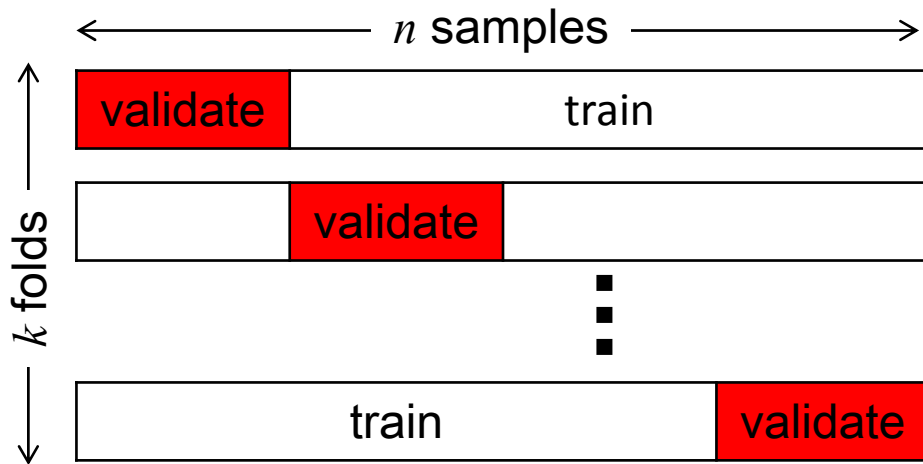 n samples
validate train
k folds
validate
train validate